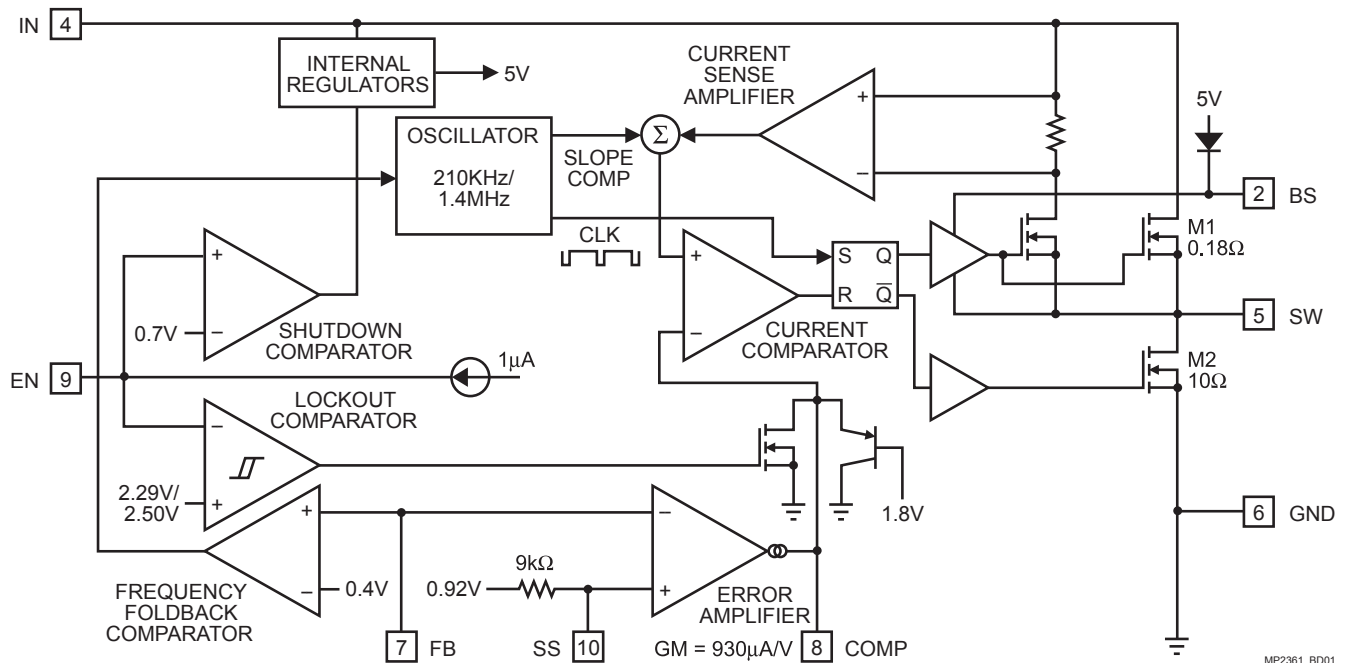 IN 4
INTERNAL
REGULATORS
5V
CURRENT
SENSE
AMPLIFIER
+
–
5V
OSCILLATOR
210KHz/
1.4MHz
Σ
SLOPE
COMP
CLK
2 BS
M1
0.18Ω
+
–
0.7V
SHUTDOWN
COMPARATOR
+
–
CURRENT
COMPARATOR
S Q
R Q̅
5 SW
M2
10Ω
EN 9
1µA
LOCKOUT
COMPARATOR
–
+
2.29V/
2.50V
1.8V
6 GND
+
–
0.4V
FREQUENCY
FOLDBACK
COMPARATOR
0.92V
9kΩ
–
+
ERROR
AMPLIFIER
7 FB
SS 10
GM = 930µA/V 8 COMP
MP2361_BD01